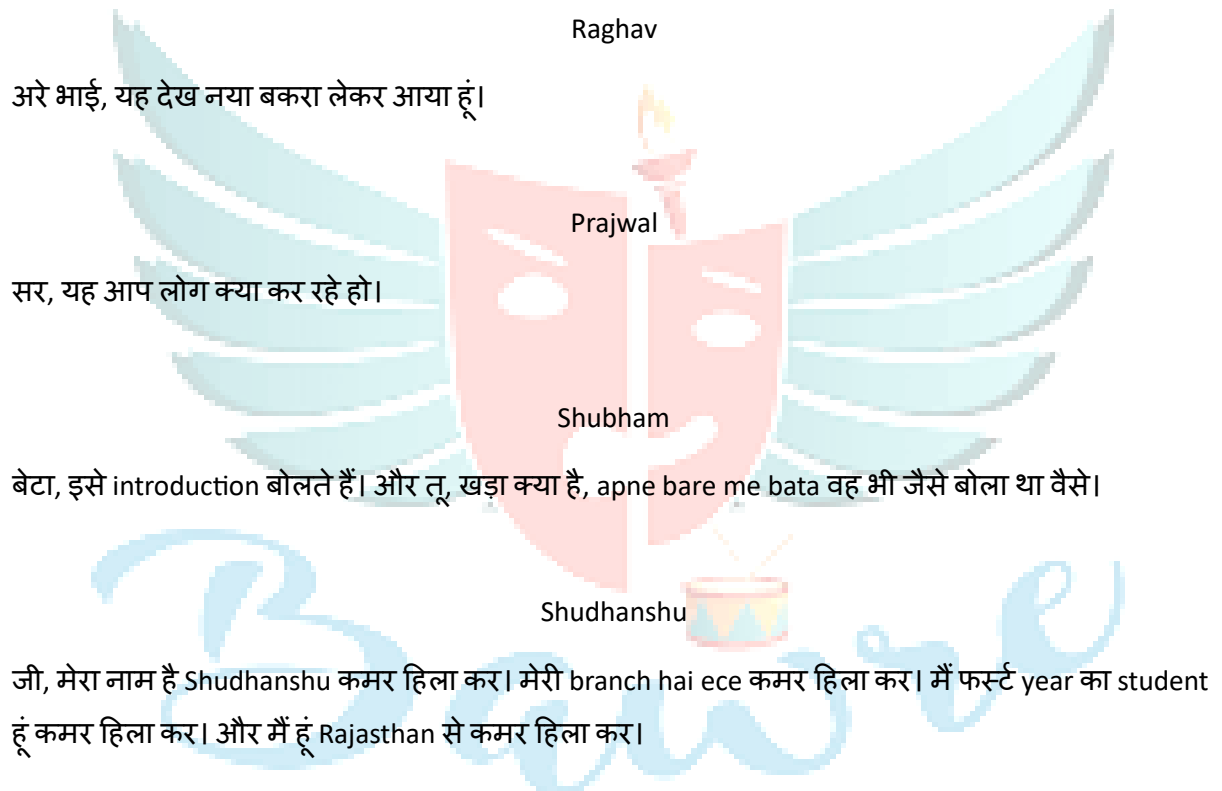 Raghav
अरे भाई, यह देख नया बकरा लेकर आया हूं।
Prajwal
सर, यह आप लोग क्या कर रहे हो।
Shubham
बेटा, इसे introduction बोलते हैं। और तू, खड़ा क्या है, apne bare me bata वह भी जैसे बोला था वैसे।
Shudhanshu
जी, मेरा नाम है Shudhanshu कमर हिला कर। मेरी branch hai ece कमर हिला कर। मैं फर्स्ट year का student
हूं कमर हिला कर। और मैं हूं Rajasthan से कमर हिला कर।
Bawre